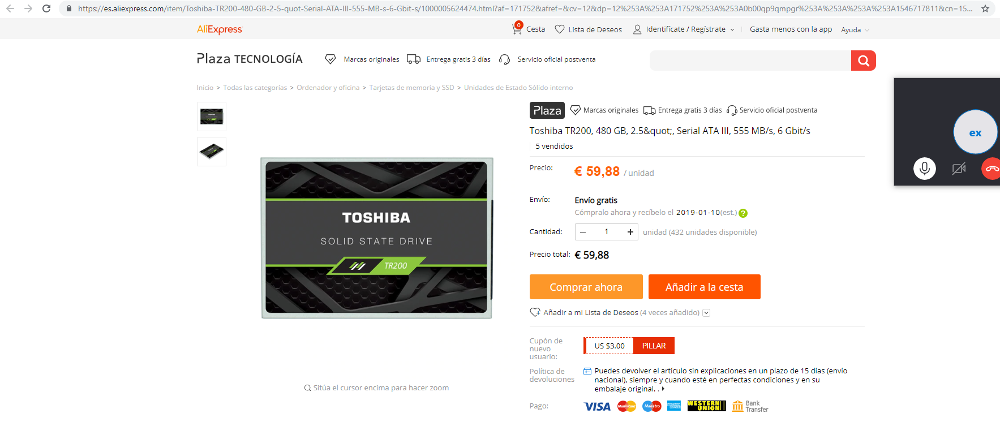 https://es.aliexpress.com/item/Toshiba-TR200-480-GB-2-5-quot-Serial-ATA-III-555-MB-s-6-Gbit-s/1000005624474.html?af=171752&afref=&cv=12&dp=12%253A%253A171752%253A%253A0b00qp9qmpgr%253A%253A%253A%253A1546717811&cn=15...
AliExpress
0 Cesta Lista de Deseos Identifícate / Regístrate Gasta menos con la app Ayuda
Plaza TECNOLOGÍA Marcas originales Entrega gratis 3 días Servicio oficial postventa
Inicio > Todas las categorías > Ordenador y oficina > Tarjetas de memoria y SSD > Unidades de Estado Sólido interno
Plaza Marcas originales Entrega gratis 3 días Servicio oficial postventa
Toshiba TR200, 480 GB, 2.5&quot;, Serial ATA III, 555 MB/s, 6 Gbit/s
5 vendidos
Precio: € 59,88 / unidad
Envío: Envío gratis
Cómpralo ahora y recíbelo el 2019-01-10(est.) ?
Cantidad: − 1 + unidad (432 unidades disponible)
Precio total: € 59,88
Comprar ahora Añadir a la cesta
Añadir a mi Lista de Deseos (4 veces añadido)
Cupón de nuevo usuario: US $3.00 PILLAR
Política de devoluciones
Puedes devolver el artículo sin explicaciones en un plazo de 15 días (envío
nacional), siempre y cuando esté en perfectas condiciones y en su
embalaje original. .
Pago: VISA MasterCard Maestro AMERICAN EXPRESS WESTERN UNION Bank Transfer
TOSHIBA
SOLID STATE DRIVE
TR200
Sitúa el cursor encima para hacer zoom
ex